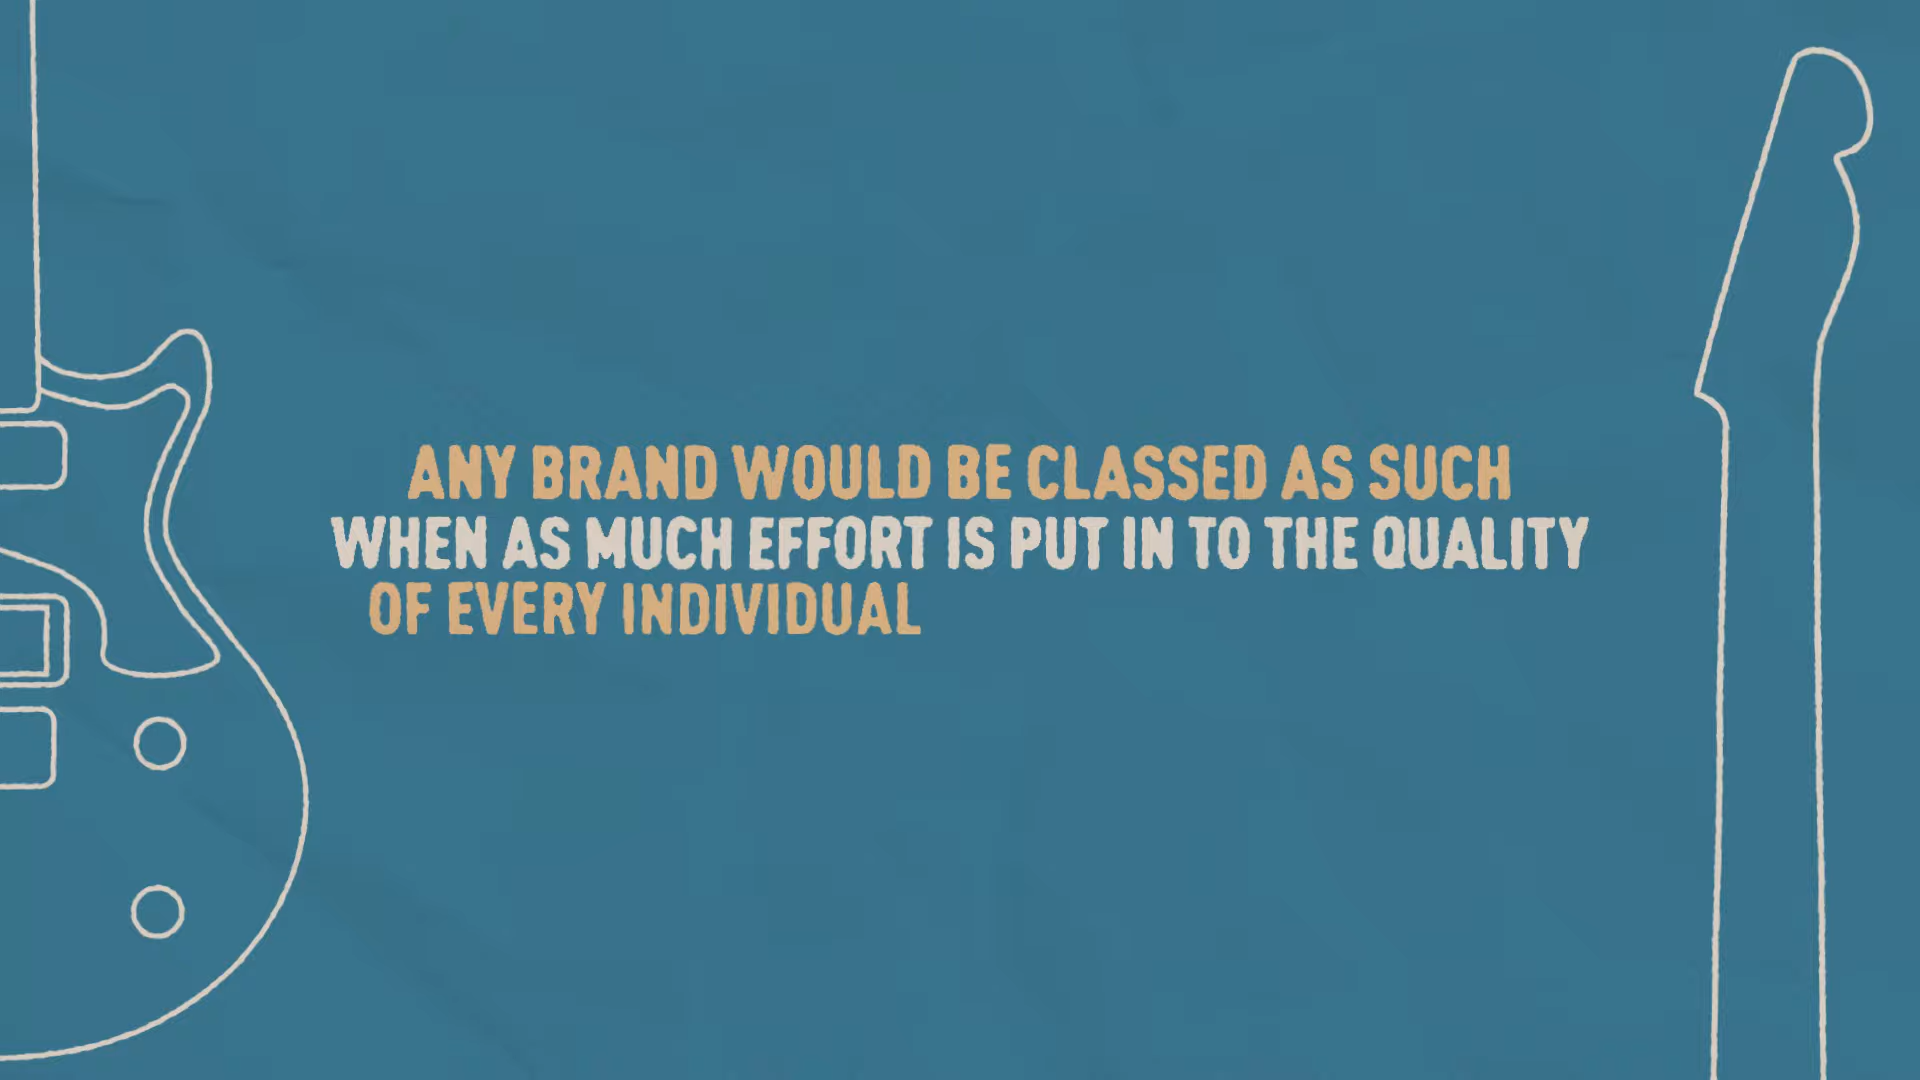 ANY BRAND WOULD BE CLASSED AS SUCH
WHEN AS MUCH EFFORT IS PUT IN TO THE QUALITY
OF EVERY INDIVIDUAL